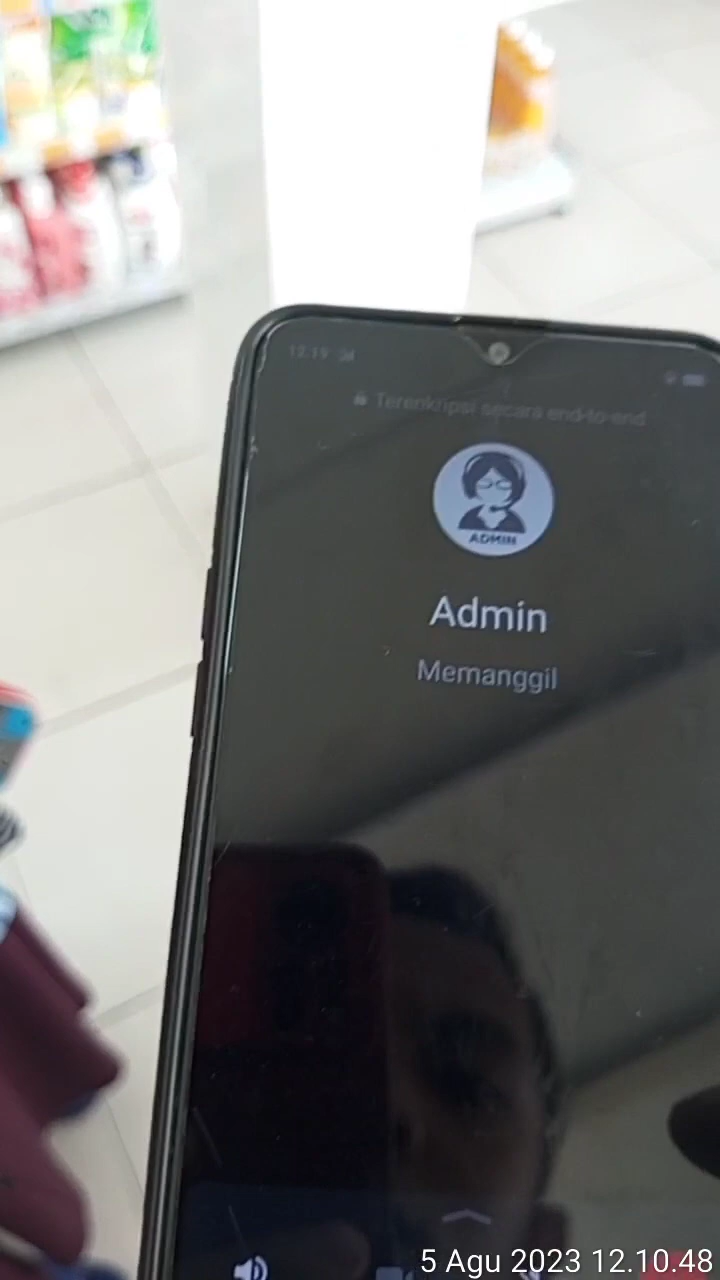 12.19
Terenkripsi secara end-to-end
ADMIN
Admin
Memanggil
5 Agu 2023 12.10.48